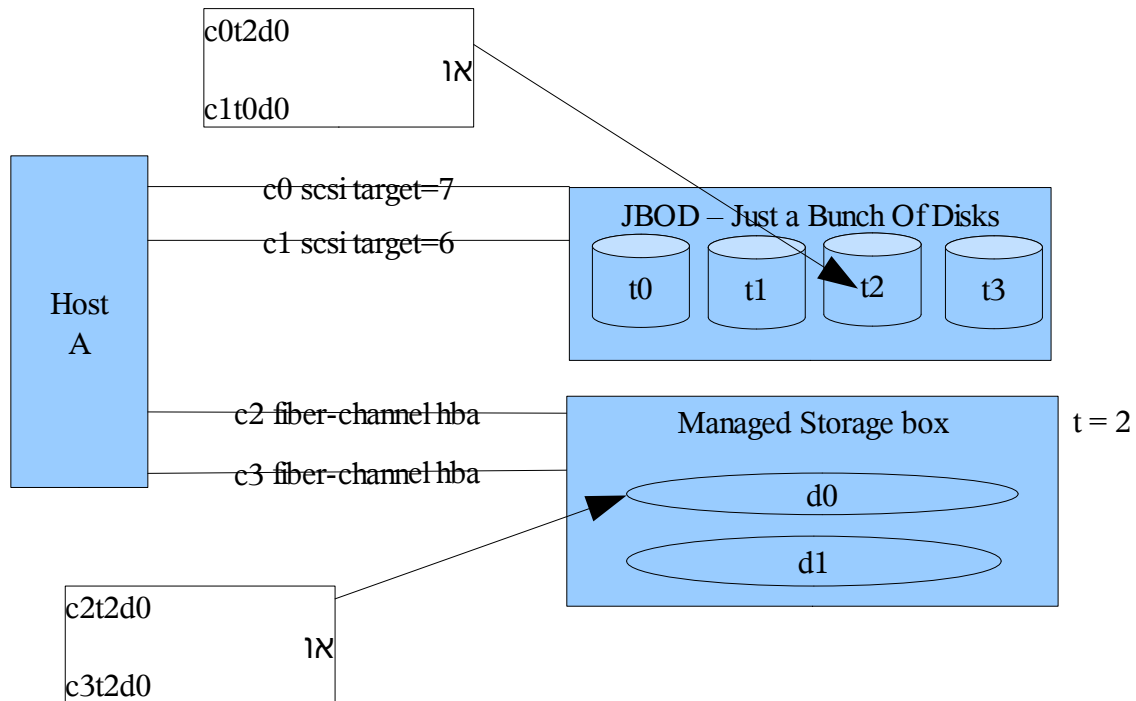 c0t2d0
או
c1t0d0
c0 scsi target=7
c1 scsi target=6
Host
A
JBOD – Just a Bunch Of Disks
t0
t1
t2
t3
c2 fiber-channel hba
c3 fiber-channel hba
Managed Storage box
t = 2
d0
d1
c2t2d0
או
c3t2d0